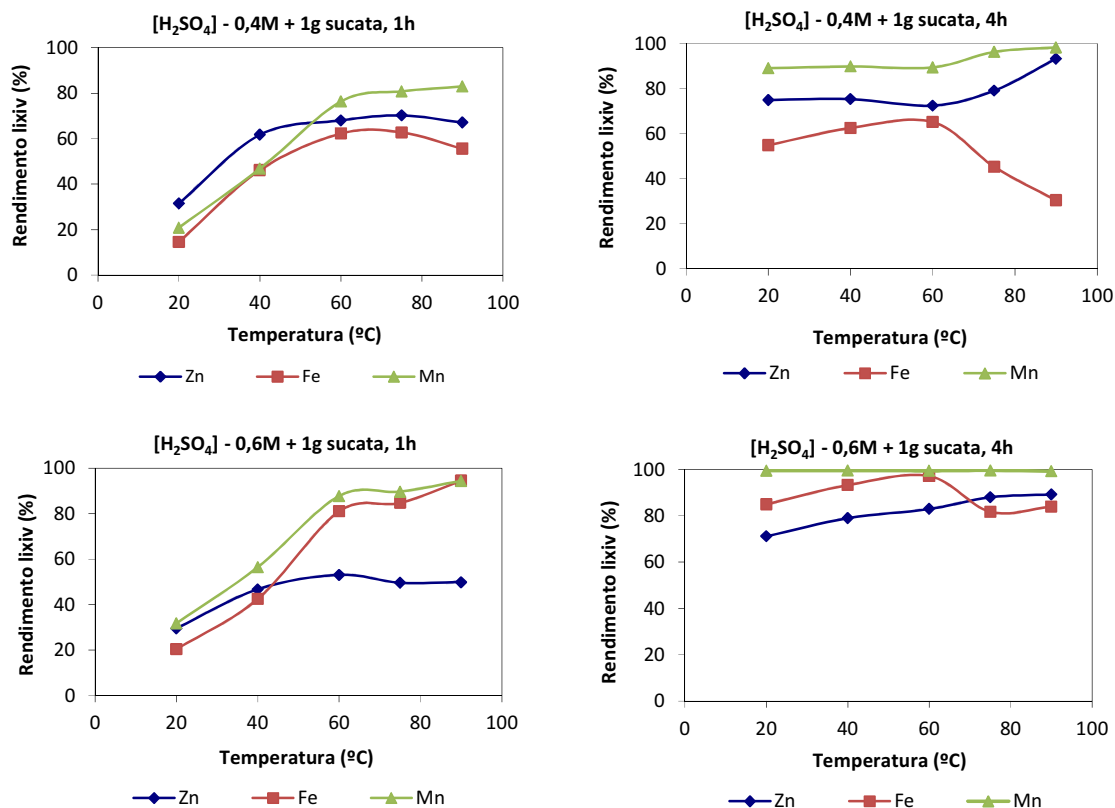 [H₂SO₄] - 0,4M + 1g sucata, 1h
Rendimento lixiv (%)
100
80
60
40
20
0
0 20 40 60 80 100
Temperatura (ºC)
Zn Fe Mn
[H₂SO₄] - 0,4M + 1g sucata, 4h
Rendimento lixiv (%)
100
80
60
40
20
0
0 20 40 60 80 100
Temperatura (ºC)
Zn Fe Mn
[H₂SO₄] - 0,6M + 1g sucata, 1h
Rendimento lixiv (%)
100
80
60
40
20
0
0 20 40 60 80 100
Temperatura (ºC)
Zn Fe Mn
[H₂SO₄] - 0,6M + 1g sucata, 4h
Rendimento lixiv (%)
100
80
60
40
20
0
0 20 40 60 80 100
Temperatura (ºC)
Zn Fe Mn